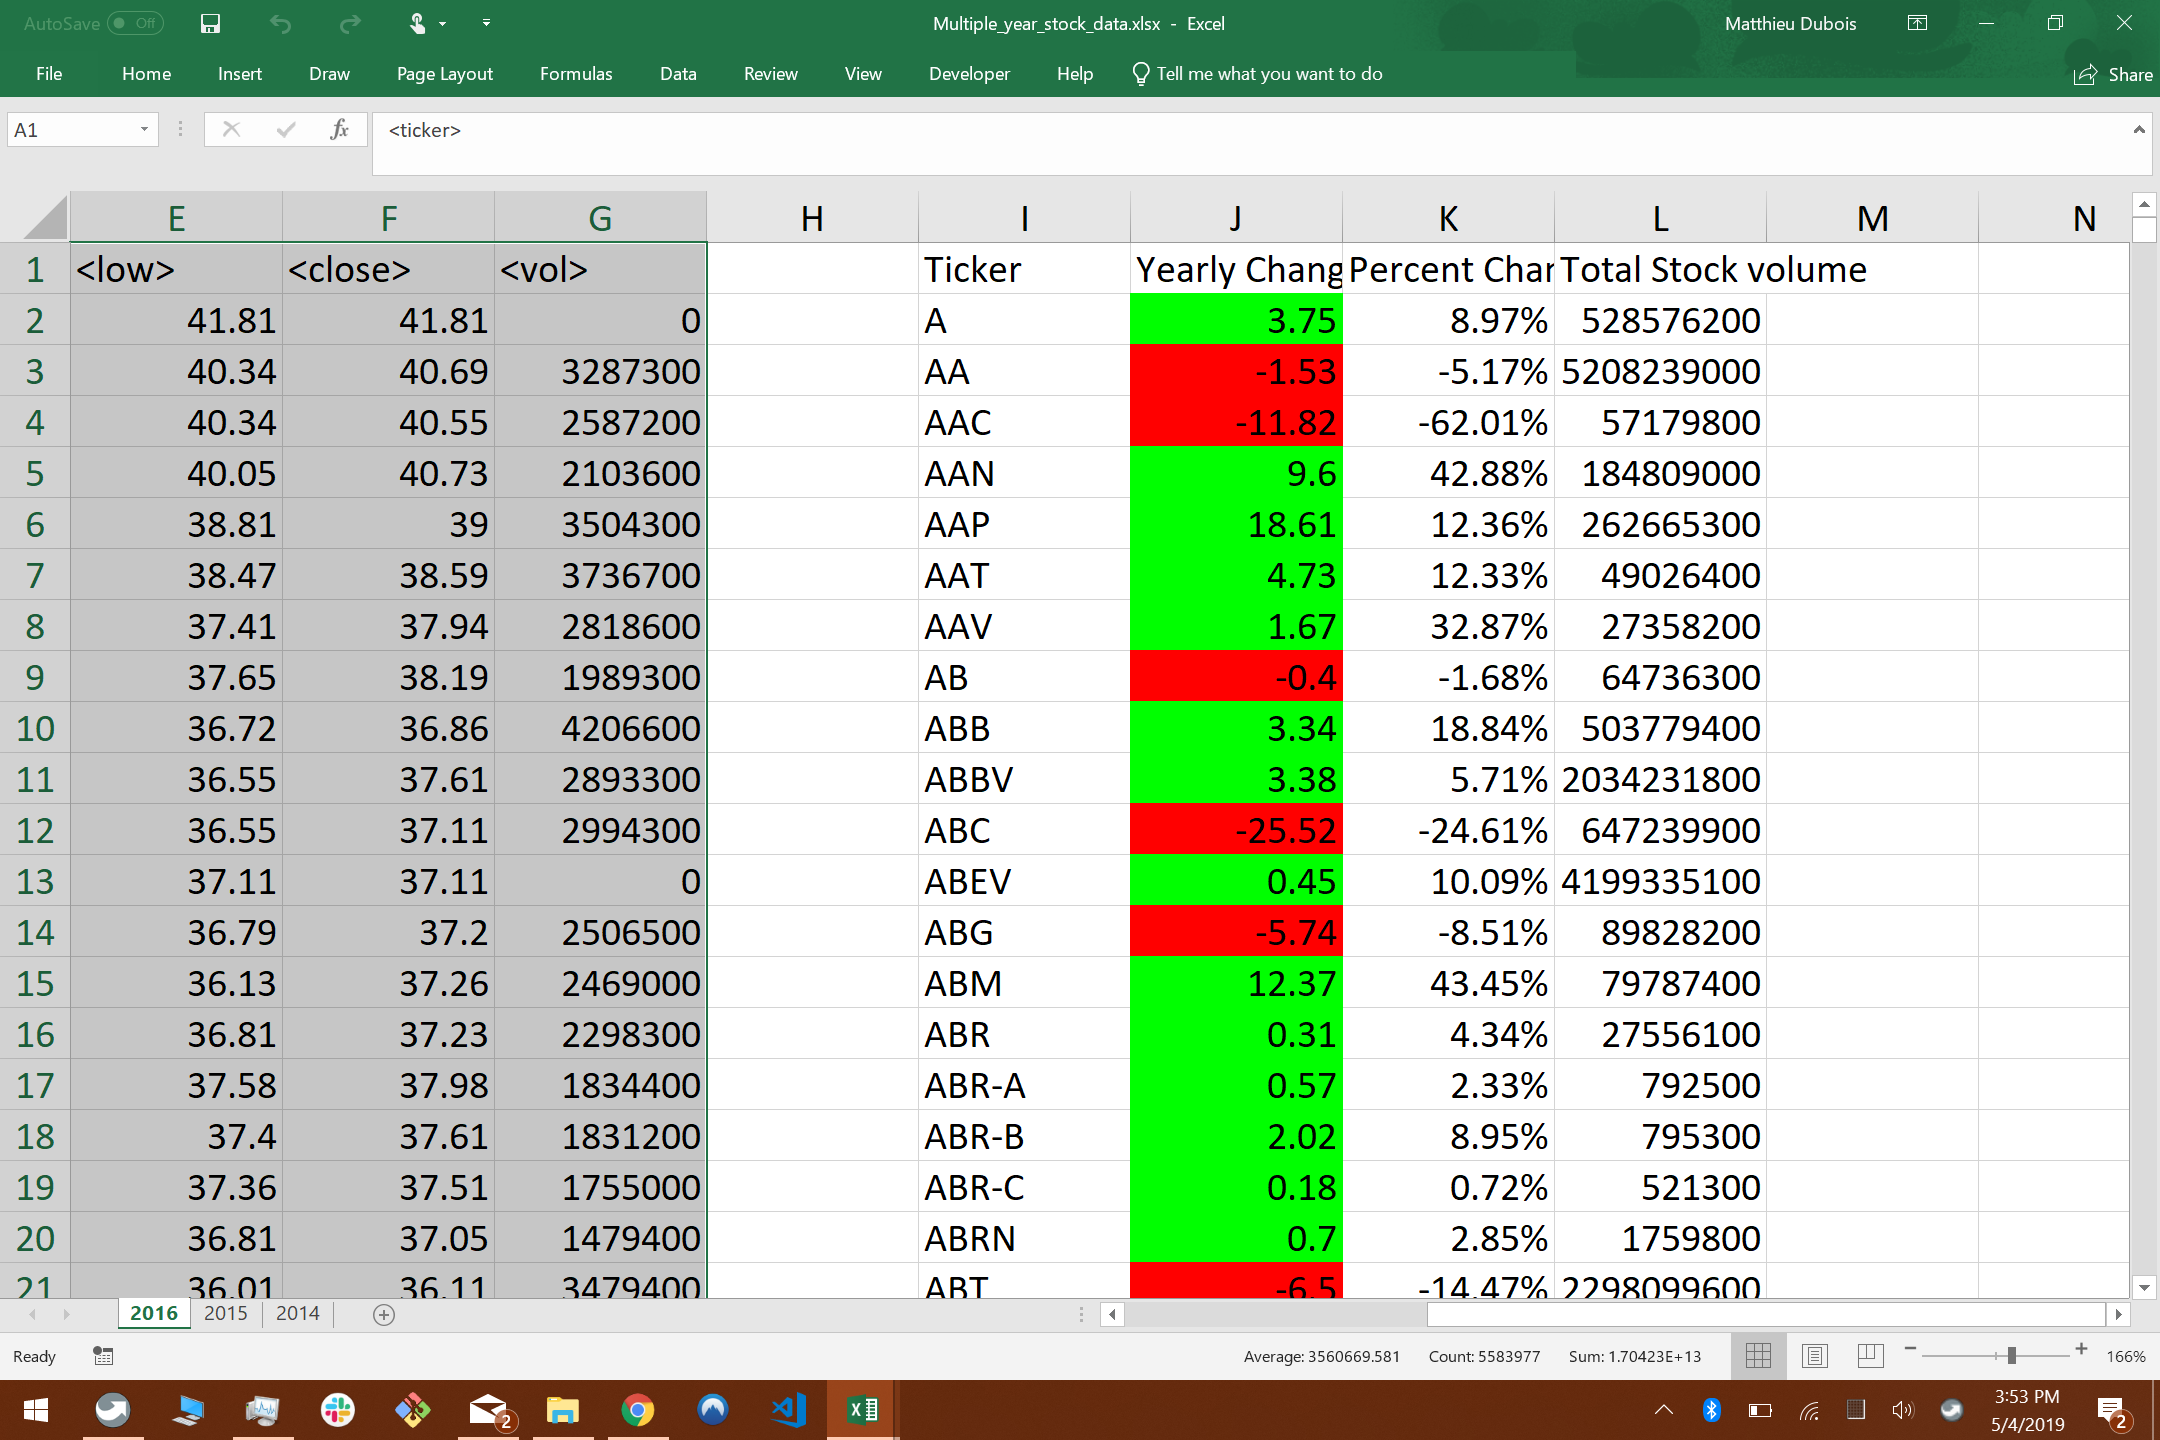 AutoSave Off Multiple_year_stock_data.xlsx - Excel Matthieu Dubois
File Home Insert Draw Page Layout Formulas Data Review View Developer Help Tell me what you want to do Share
A1 fx <ticker>
E F G H I J K L M N
1 <low> <close> <vol> Ticker Yearly Chang Percent Char Total Stock volume
2 41.81 41.81 0 A 3.75 8.97% 528576200
3 40.34 40.69 3287300 AA -1.53 -5.17% 5208239000
4 40.34 40.55 2587200 AAC -11.82 -62.01% 57179800
5 40.05 40.73 2103600 AAN 9.6 42.88% 184809000
6 38.81 39 3504300 AAP 18.61 12.36% 262665300
7 38.47 38.59 3736700 AAT 4.73 12.33% 49026400
8 37.41 37.94 2818600 AAV 1.67 32.87% 27358200
9 37.65 38.19 1989300 AB -0.4 -1.68% 64736300
10 36.72 36.86 4206600 ABB 3.34 18.84% 503779400
11 36.55 37.61 2893300 ABBV 3.38 5.71% 2034231800
12 36.55 37.11 2994300 ABC -25.52 -24.61% 647239900
13 37.11 37.11 0 ABEV 0.45 10.09% 4199335100
14 36.79 37.2 2506500 ABG -5.74 -8.51% 89828200
15 36.13 37.26 2469000 ABM 12.37 43.45% 79787400
16 36.81 37.23 2298300 ABR 0.31 4.34% 27556100
17 37.58 37.98 1834400 ABR-A 0.57 2.33% 792500
18 37.4 37.61 1831200 ABR-B 2.02 8.95% 795300
19 37.36 37.51 1755000 ABR-C 0.18 0.72% 521300
20 36.81 37.05 1479400 ABRN 0.7 2.85% 1759800
21 36.01 36.11 3479400 ABT -6.5 -14.47% 2298099600
2016 2015 2014
Ready Average: 3560669.581 Count: 5583977 Sum: 1.70423E+13 166%
2 3:53 PM
5/4/2019 2